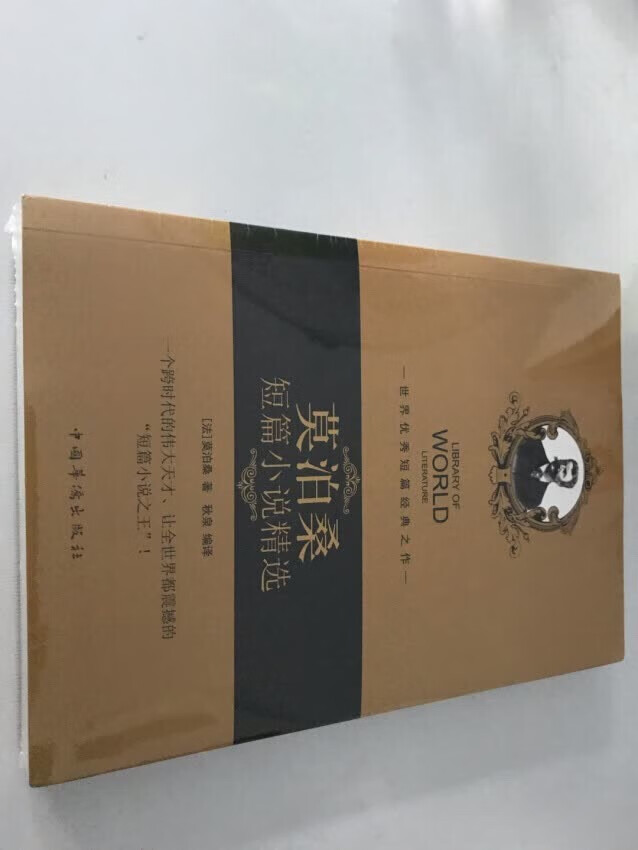 LIBRARY OF
WORLD
LITERATURE
—世界优秀短篇经典之作—
莫泊桑
短篇小说精选
[法]莫泊桑 著 秋泉 编译
一个跨时代的伟大天才、让全世界都震撼的
“短篇小说之王”！
中国华侨出版社